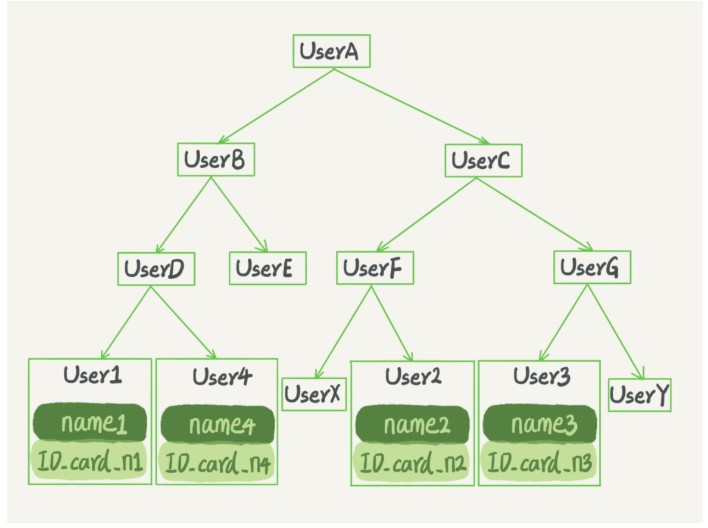 UserA
UserB
UserC
UserD
UserE
UserF
UserG
User1
User4
UserX
User2
User3
UserY
name1
name4
name2
name3
ID_card_n1
ID_card_n4
ID_card_n2
ID_card_n3